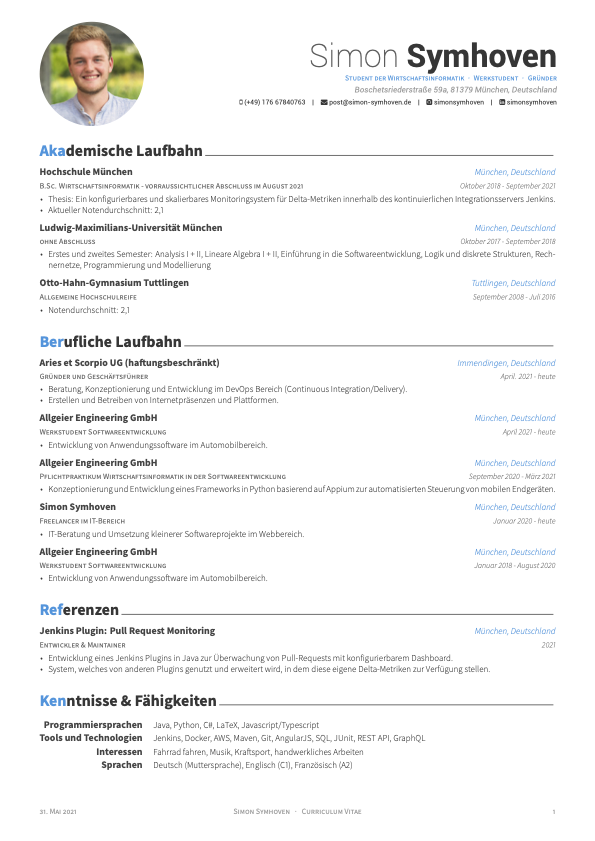 Simon Symhoven
Student der Wirtschaftsinformatik · Werkstudent · Gründer
Boschetsriederstraße 59a, 81379 München, Deutschland
(+49) 176 67840763 | post@simon-symhoven.de | simonsymhoven | simonsymhoven
Akademische Laufbahn
Hochschule München München, Deutschland
B.Sc. Wirtschaftsinformatik - vorraussichtlicher Abschluss im August 2021 Oktober 2018 - September 2021
• Thesis: Ein konfigurierbares und skalierbares Monitoringsystem für Delta-Metriken innerhalb des kontinuierlichen Integrationsservers Jenkins.
• Aktueller Notendurchschnitt: 2,1
Ludwig-Maximilians-Universität München München, Deutschland
ohne Abschluss Oktober 2017 - September 2018
• Erstes und zweites Semester: Analysis I + II, Lineare Algebra I + II, Einführung in die Softwareentwicklung, Logik und diskrete Strukturen, Rech-
nernetze, Programmierung und Modellierung
Otto-Hahn-Gymnasium Tuttlingen Tuttlingen, Deutschland
Allgemeine Hochschulreife September 2008 - Juli 2016
• Notendurchschnitt: 2,1
Berufliche Laufbahn
Aries et Scorpio UG (haftungsbeschränkt) Immendingen, Deutschland
Gründer und Geschäftsführer April. 2021 - heute
• Beratung, Konzeptionierung und Entwicklung im DevOps Bereich (Continuous Integration/Delivery).
• Erstellen und Betreiben von Internetpräsenzen und Plattformen.
Allgeier Engineering GmbH München, Deutschland
Werkstudent Softwareentwicklung April 2021 - heute
• Entwicklung von Anwendungssoftware im Automobilbereich.
Allgeier Engineering GmbH München, Deutschland
Pflichtpraktikum Wirtschaftsinformatik in der Softwareentwicklung September 2020 - März 2021
• Konzeptionierung und Entwicklung eines Frameworks in Python basierend auf Appium zur automatisierten Steuerung von mobilen Endgeräten.
Simon Symhoven München, Deutschland
Freelancer im IT-Bereich Januar 2020 - heute
• IT-Beratung und Umsetzung kleinerer Softwareprojekte im Webbereich.
Allgeier Engineering GmbH München, Deutschland
Werkstudent Softwareentwicklung Januar 2018 - August 2020
• Entwicklung von Anwendungssoftware im Automobilbereich.
Referenzen
Jenkins Plugin: Pull Request Monitoring München, Deutschland
Entwickler & Maintainer 2021
• Entwicklung eines Jenkins Plugins in Java zur Überwachung von Pull-Requests mit konfigurierbarem Dashboard.
• System, welches von anderen Plugins genutzt und erweitert wird, in dem diese eigene Delta-Metriken zur Verfügung stellen.
Kenntnisse & Fähigkeiten
Programmiersprachen Java, Python, C#, LaTeX, Javascript/Typescript
Tools und Technologien Jenkins, Docker, AWS, Maven, Git, AngularJS, SQL, JUnit, REST API, GraphQL
Interessen Fahrrad fahren, Musik, Kraftsport, handwerkliches Arbeiten
Sprachen Deutsch (Muttersprache), Englisch (C1), Französisch (A2)
31. Mai 2021 Simon Symhoven · Curriculum Vitae 1